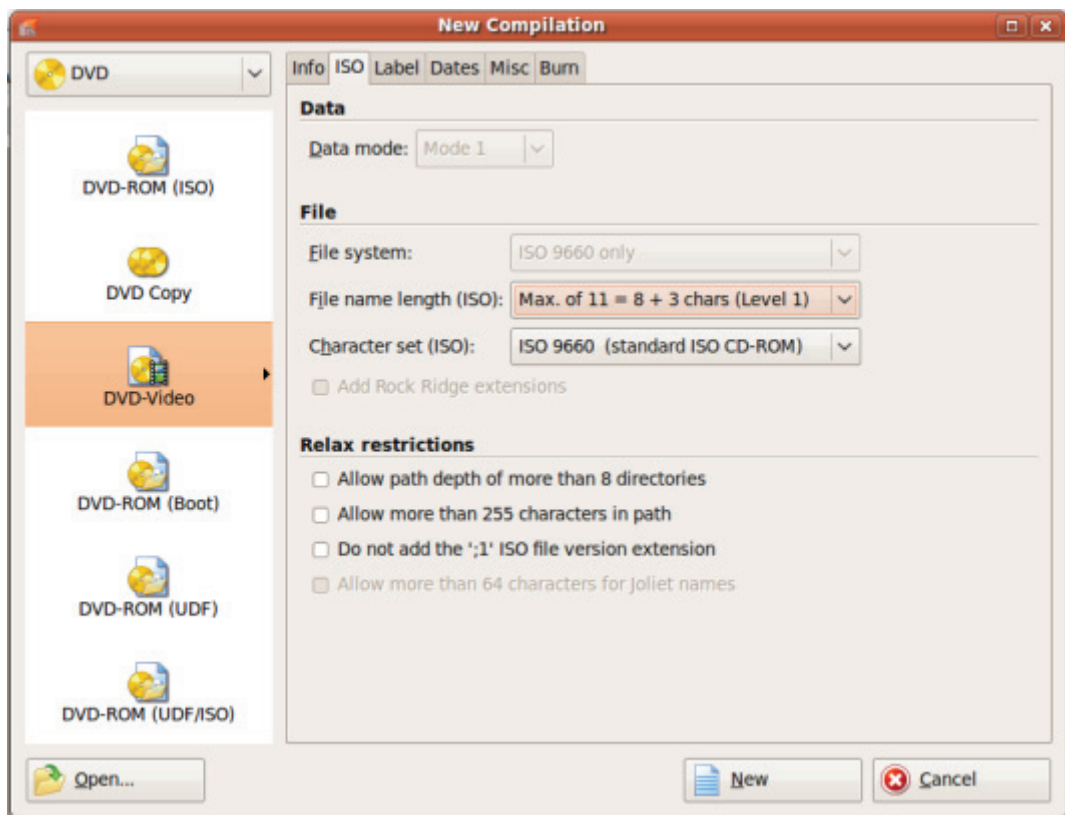 New Compilation
DVD
DVD-ROM (ISO)
DVD Copy
DVD-Video
DVD-ROM (Boot)
DVD-ROM (UDF)
DVD-ROM (UDF/ISO)
Info ISO Label Dates Misc Burn
Data
Data mode: Mode 1
File
File system: ISO 9660 only
File name length (ISO): Max. of 11 = 8 + 3 chars (Level 1)
Character set (ISO): ISO 9660 (standard ISO CD-ROM)
Add Rock Ridge extensions
Relax restrictions
Allow path depth of more than 8 directories
Allow more than 255 characters in path
Do not add the ';1' ISO file version extension
Allow more than 64 characters for Joliet names
Open...
New
Cancel